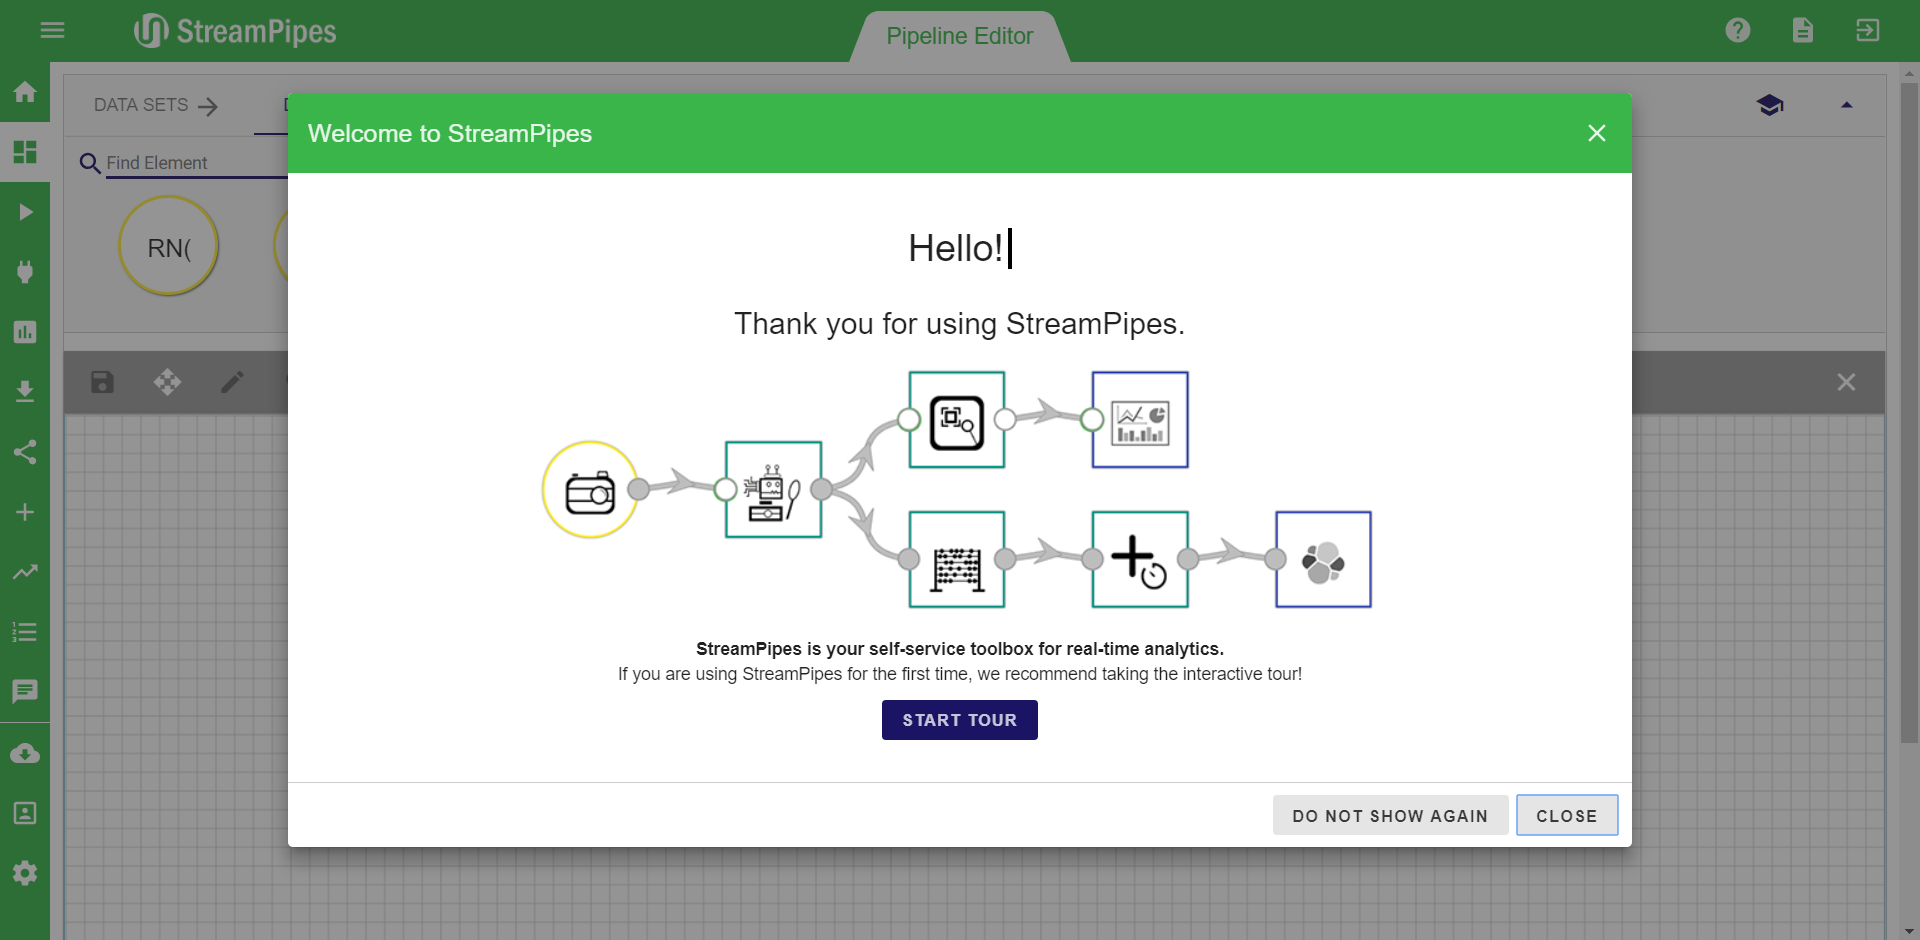 StreamPipes
Pipeline Editor
DATA SETS
D
Welcome to StreamPipes
Find Element
RN(
Hello!
Thank you for using StreamPipes.
StreamPipes is your self-service toolbox for real-time analytics.
If you are using StreamPipes for the first time, we recommend taking the interactive tour!
START TOUR
DO NOT SHOW AGAIN
CLOSE